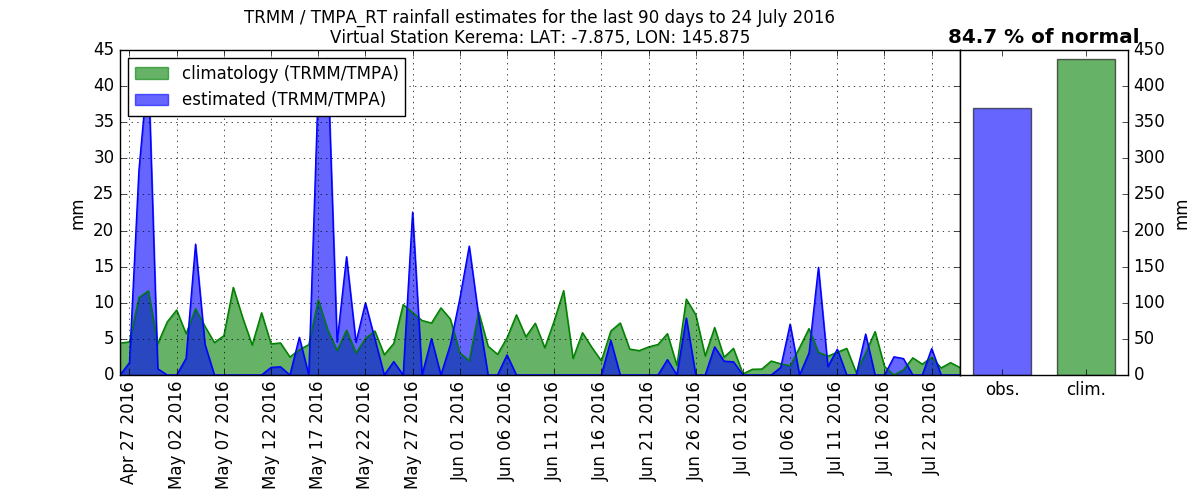 TRMM / TMPA_RT rainfall estimates for the last 90 days to 24 July 2016
Virtual Station Kerema: LAT: -7.875, LON: 145.875
84.7 % of normal
climatology (TRMM/TMPA)
estimated (TRMM/TMPA)
mm
45
40
35
30
25
20
15
10
5
0
Apr 27 2016
May 02 2016
May 07 2016
May 12 2016
May 17 2016
May 22 2016
May 27 2016
Jun 01 2016
Jun 06 2016
Jun 11 2016
Jun 16 2016
Jun 21 2016
Jun 26 2016
Jul 01 2016
Jul 06 2016
Jul 11 2016
Jul 16 2016
Jul 21 2016
obs.
clim.
450
400
350
300
250
200
150
100
50
0
mm